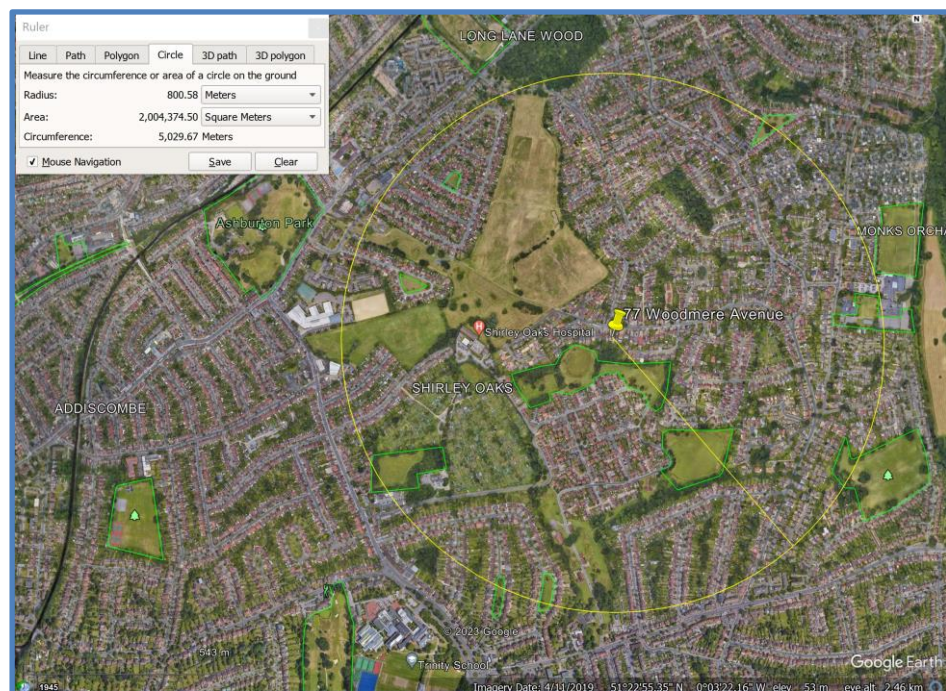 Ruler
Line Path Polygon Circle 3D path 3D polygon
Measure the circumference or area of a circle on the ground
Radius: 800.58 Meters
Area: 2,004,374.50 Square Meters
Circumference: 5,029.67 Meters
Mouse Navigation Save Clear
LONG LANE WOOD
N
Ashburton Park
MONKS ORCHA
77 Woodmere Avenue
H Shirley Oaks Hospital
SHIRLEY OAKS
ADDISCOMBE
© 2023 Google
543 m
Trinity School
Google Earth
1945
Imagery Date: 4/11/2019 51°22'55.35" N 0°03'22.16" W elev 53 m eye alt 2.46 km